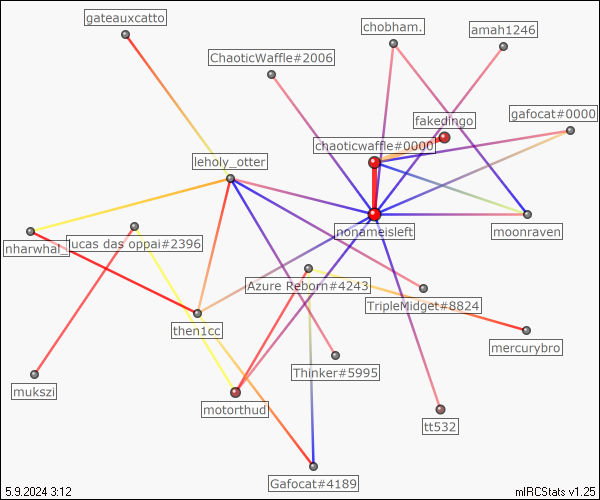 gateauxcatto
chobham.
amah1246
ChaoticWaffle#2006
gafocat#0000
fakedingo
chaoticwaffle#0000
leholy_otter
nonameisleft
moonraven
nharwhal_
lucas das oppai#2396
Azure Reborn#4243
TripleMidget#8824
then1cc
mercurybro
Thinker#5995
mukszi
motorthud
tt532
Gafocat#4189
5.9.2024 3:12
mIRCStats v1.25